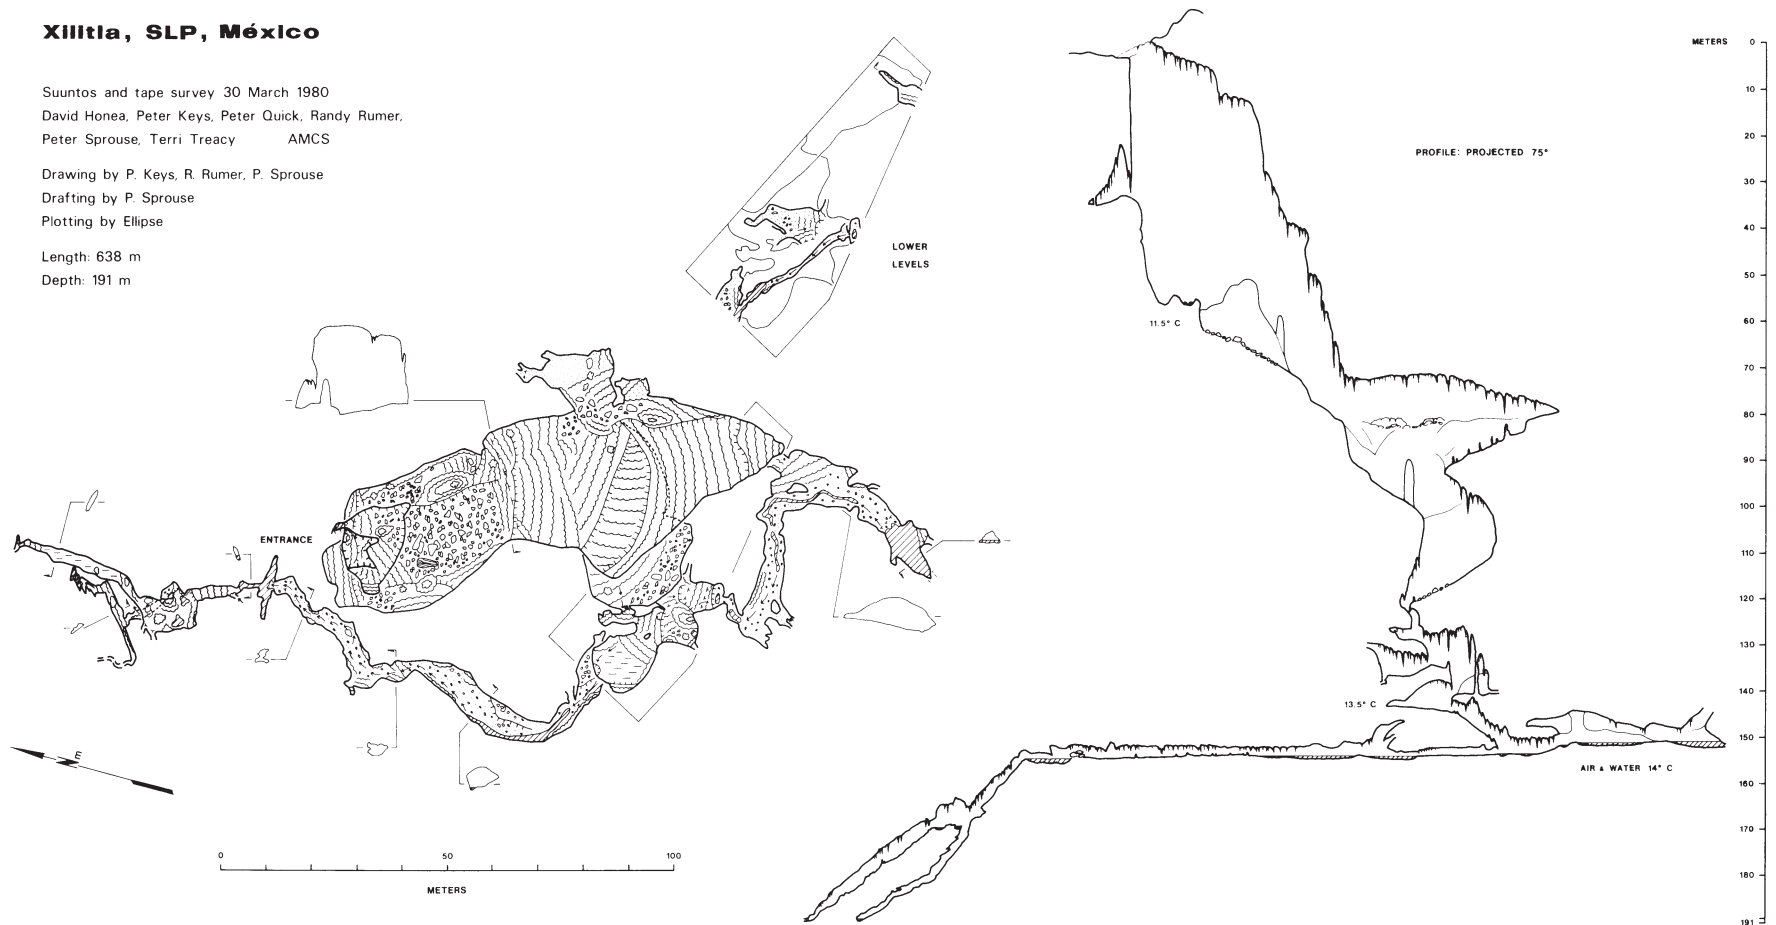 Xilitla, SLP, México
Suuntos and tape survey 30 March 1980
David Honea, Peter Keys, Peter Quick, Randy Rumer,
Peter Sprouse, Terri Treacy AMCS
Drawing by P. Keys, R. Rumer, P. Sprouse
Drafting by P. Sprouse
Plotting by Ellipse
Length: 638 m
Depth: 191 m
LOWER
LEVELS
ENTRANCE
E
0 50 100
METERS
PROFILE: PROJECTED 75°
11.5° C
13.5° C
AIR & WATER 14° C
METERS 0
10
20
30
40
50
60
70
80
90
100
110
120
130
140
150
160
170
180
191